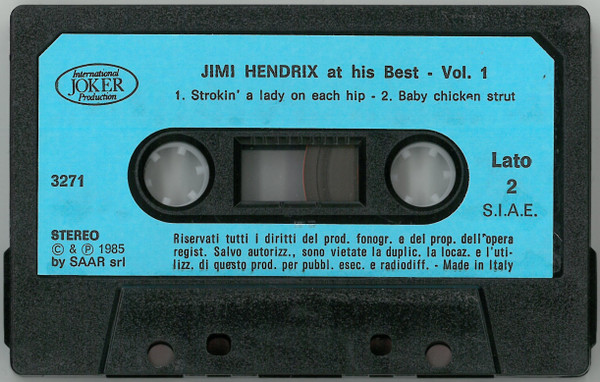 International
JOKER
Production
JIMI HENDRIX at his Best - Vol. 1
1. Strokin' a lady on each hip - 2. Baby chicken strut
3271
Lato
2
S.I.A.E.
STEREO
© & ℗ 1985
by SAAR srl
Riservati tutti i diritti del prod. fonogr. e del prop. dell'opera
regist. Salvo autorizz., sono vietate la duplic. la locaz. e l'uti-
lizz. di questo prod. per pubbl. esec. e radiodiff. - Made in Italy